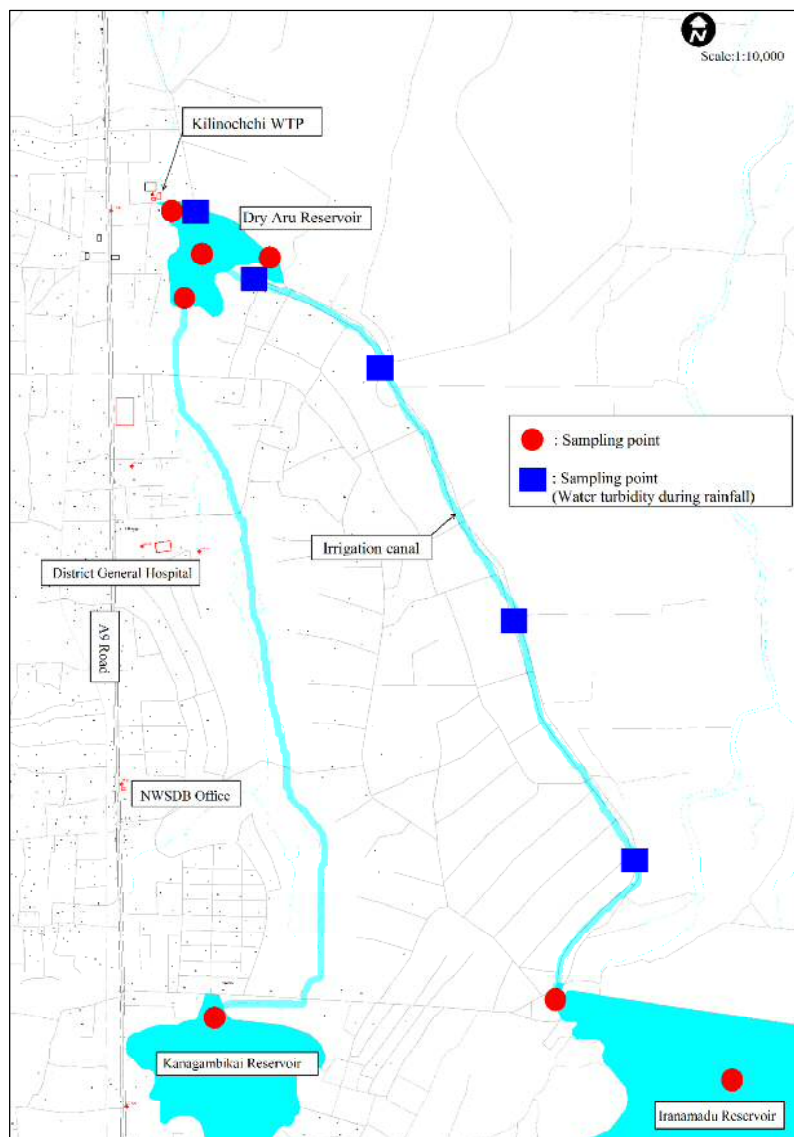 N
Scale:1:10,000
Kilinochchi WTP
Dry Aru Reservoir
: Sampling point
: Sampling point
(Water turbidity during rainfall)
Irrigation canal
District General Hospital
A9 Road
NWSDB Office
Kanagambikai Reservoir
Iranamadu Reservoir